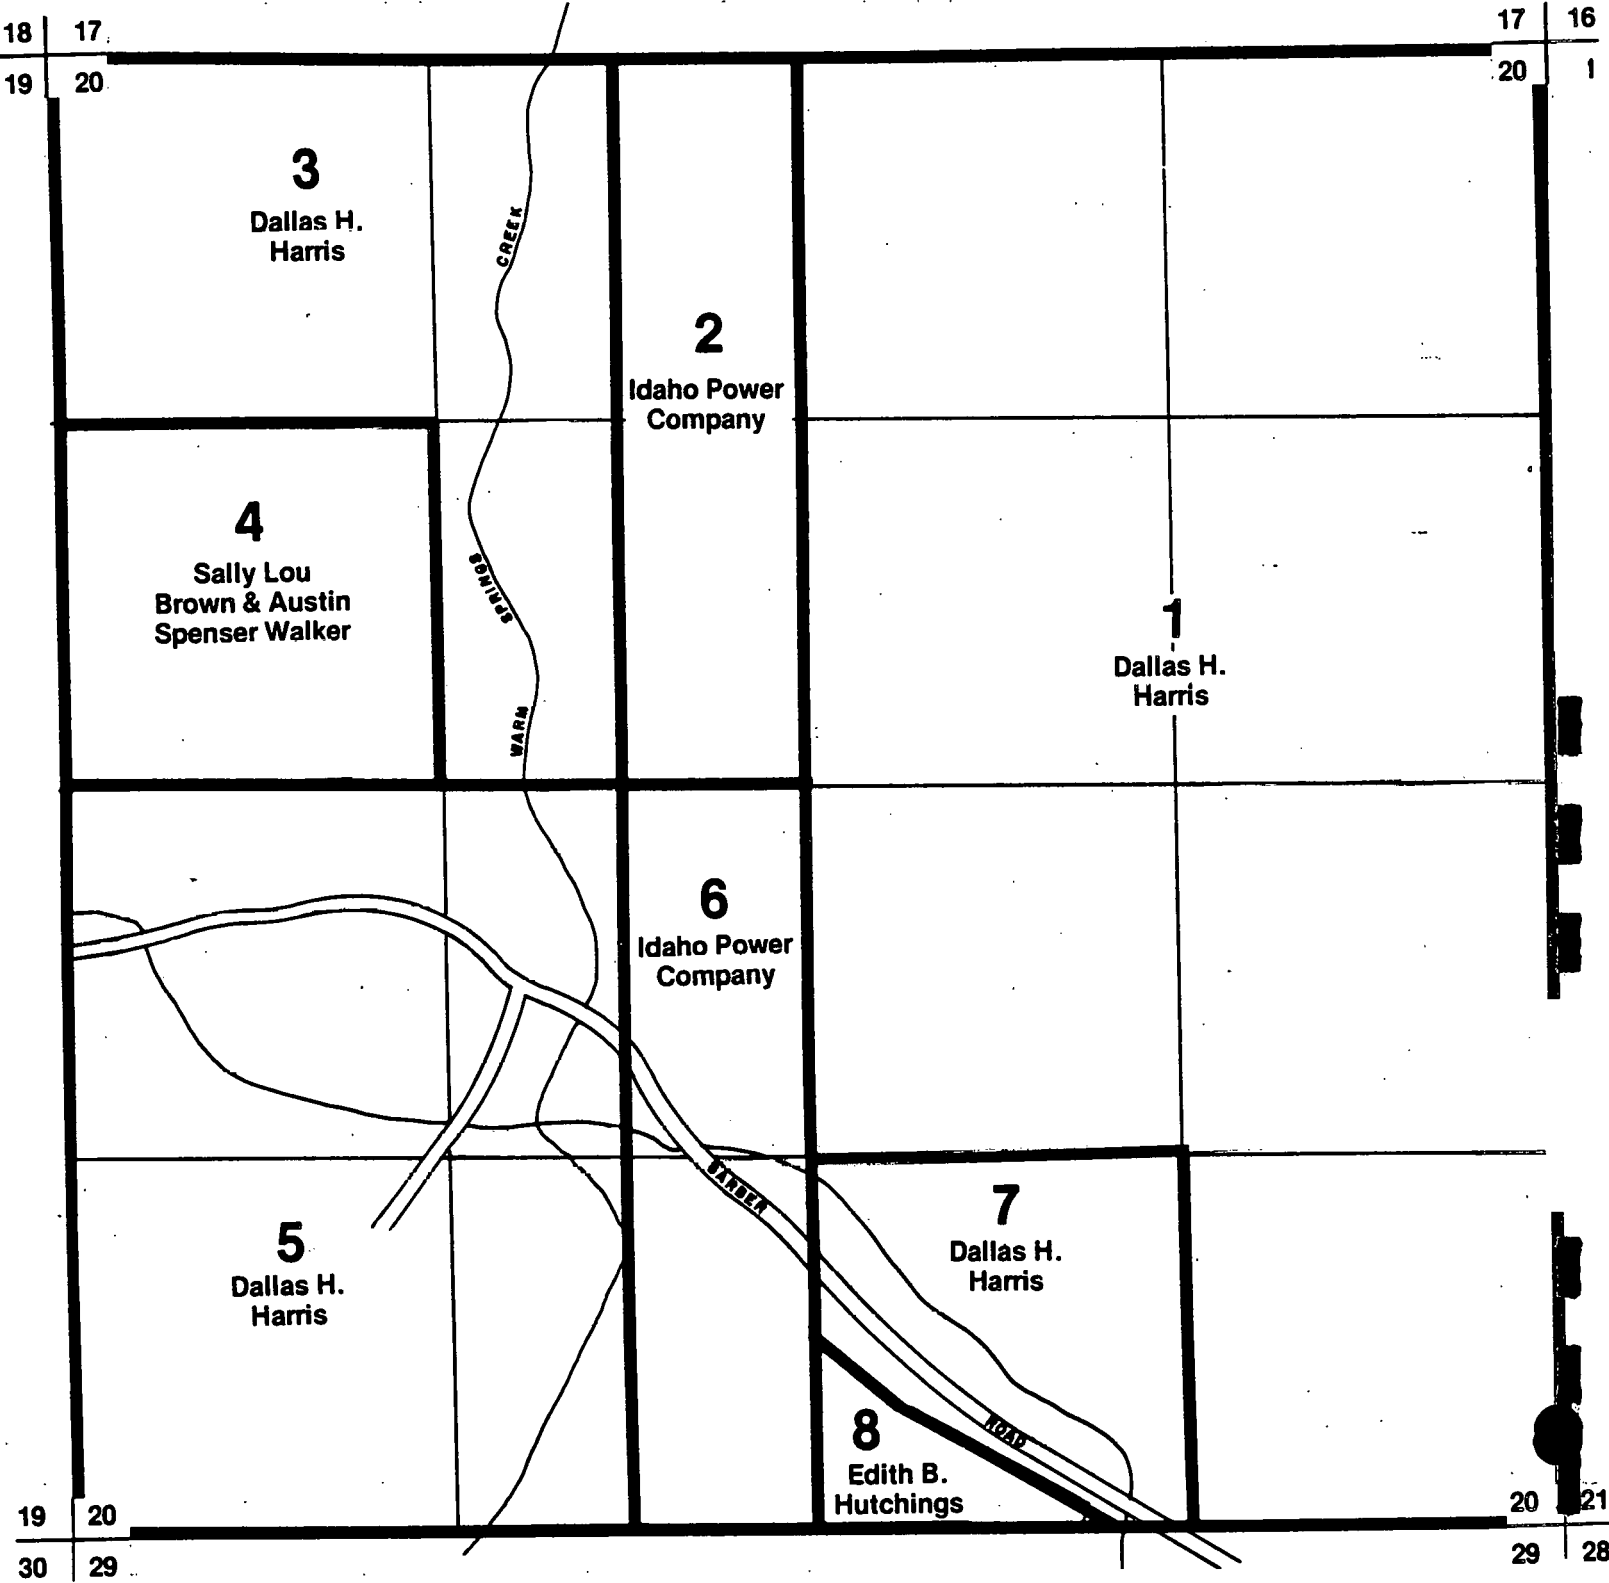 18 17
17 16
19 20
20 1
3
Dallas H.
Harris
CREEK
2
Idaho Power
Company
4
Sally Lou
Brown & Austin
Spenser Walker
SPRINGS
1
Dallas H.
Harris
WARM
6
Idaho Power
Company
BARBER
7
Dallas H.
Harris
5
Dallas H.
Harris
ROAD
8
Edith B.
Hutchings
19 20
20 21
30 29
29 28